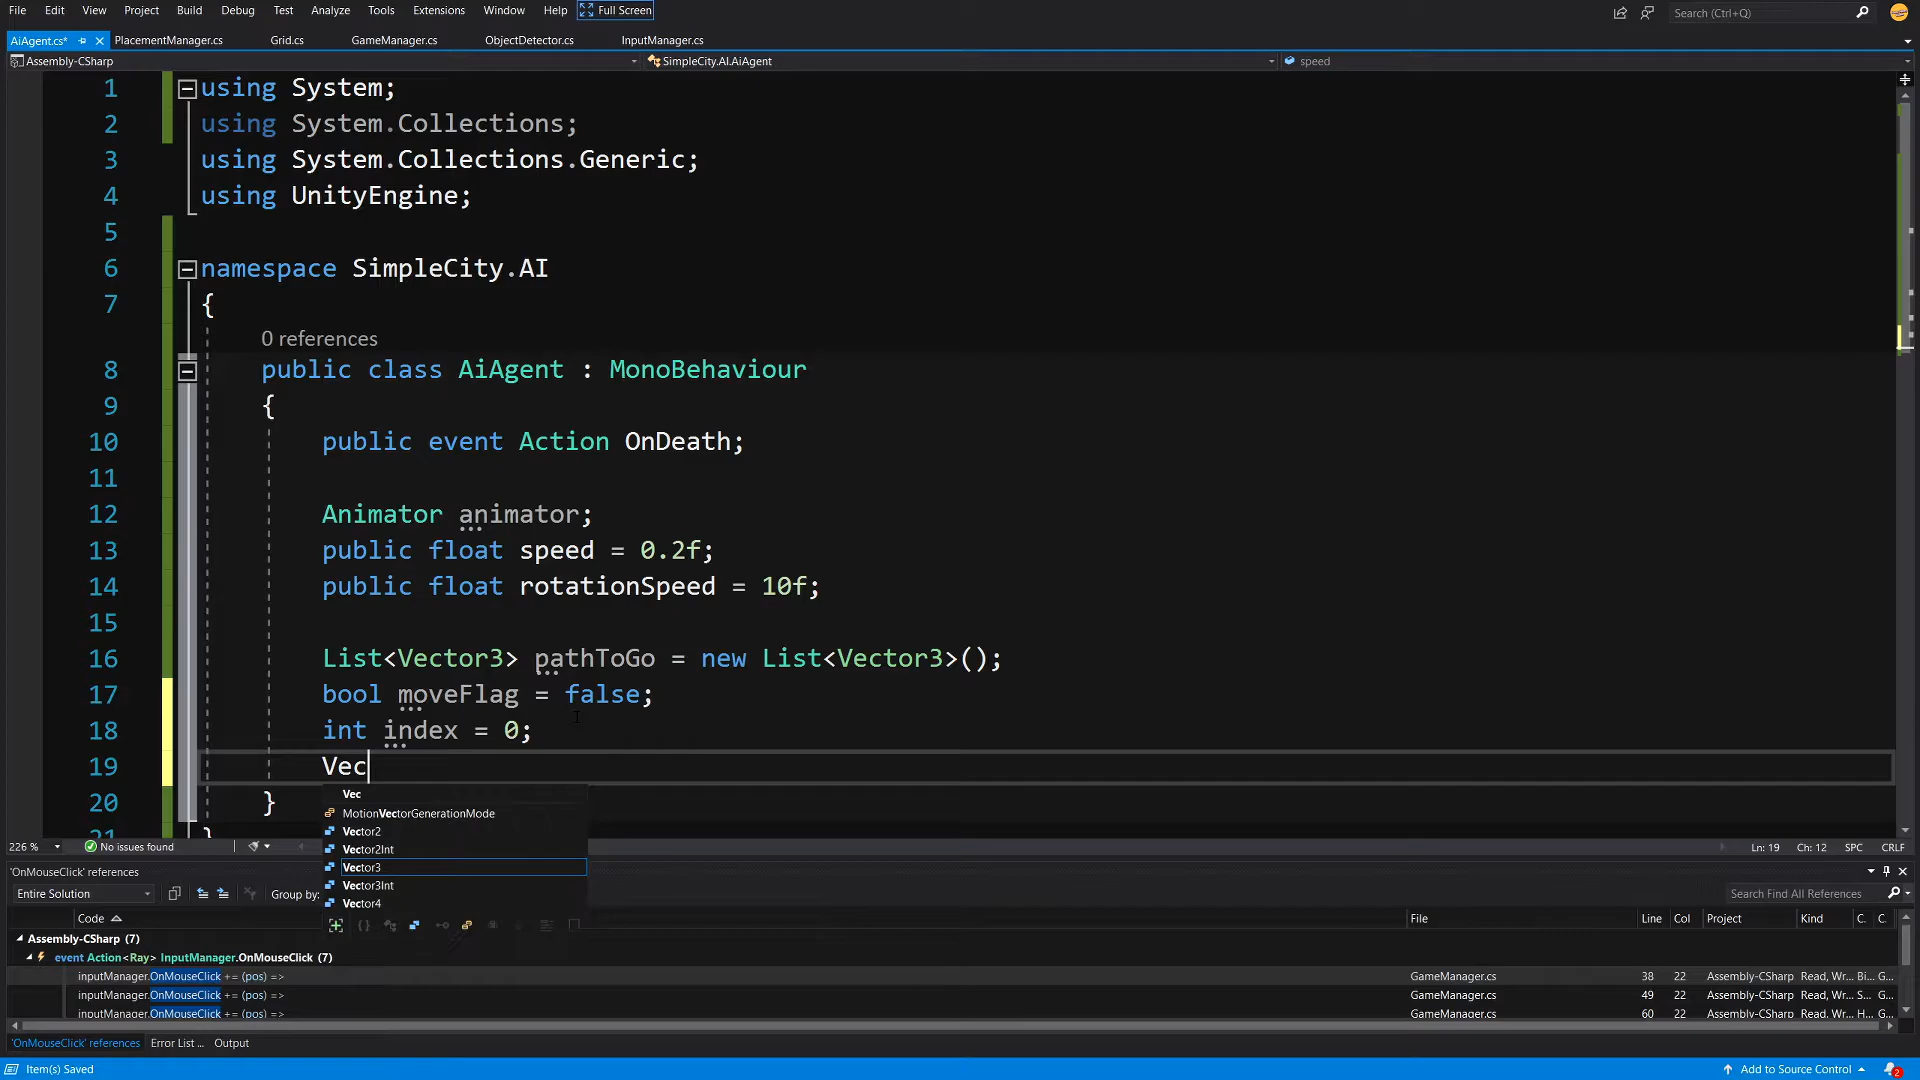 File Edit View Project Build Debug Test Analyze Tools Extensions Window Help Full Screen Search (Ctrl+Q)
AiAgent.cs* PlacementManager.cs Grid.cs GameManager.cs ObjectDetector.cs InputManager.cs
Assembly-CSharp SimpleCity.AI.AiAgent speed
1 using System;
2 using System.Collections;
3 using System.Collections.Generic;
4 using UnityEngine;
5
6 namespace SimpleCity.AI
7 {
0 references
8 public class AiAgent : MonoBehaviour
9 {
10 public event Action OnDeath;
11
12 Animator animator;
13 public float speed = 0.2f;
14 public float rotationSpeed = 10f;
15
16 List<Vector3> pathToGo = new List<Vector3>();
17 bool moveFlag = false;
18 int index = 0;
19 Vec
20 }
21 }
Vec
MotionVectorGenerationMode
Vector2
Vector2Int
Vector3
Vector3Int
Vector4
226 % No issues found Ln: 19 Ch: 12 SPC CRLF
'OnMouseClick' references
Entire Solution Group by: Search Find All References
Code File Line Col Project Kind C. C.
Assembly-CSharp (7)
event Action<Ray> InputManager.OnMouseClick (7)
inputManager.OnMouseClick += (pos) => GameManager.cs 38 22 Assembly-CSharp Read, Wr... Bi... G...
inputManager.OnMouseClick += (pos) => GameManager.cs 49 22 Assembly-CSharp Read, Wr... S... G...
inputManager.OnMouseClick += (pos) => GameManager.cs 60 22 Assembly-CSharp Read, Wr... H... G...
'OnMouseClick' references Error List ... Output
Item(s) Saved Add to Source Control 2